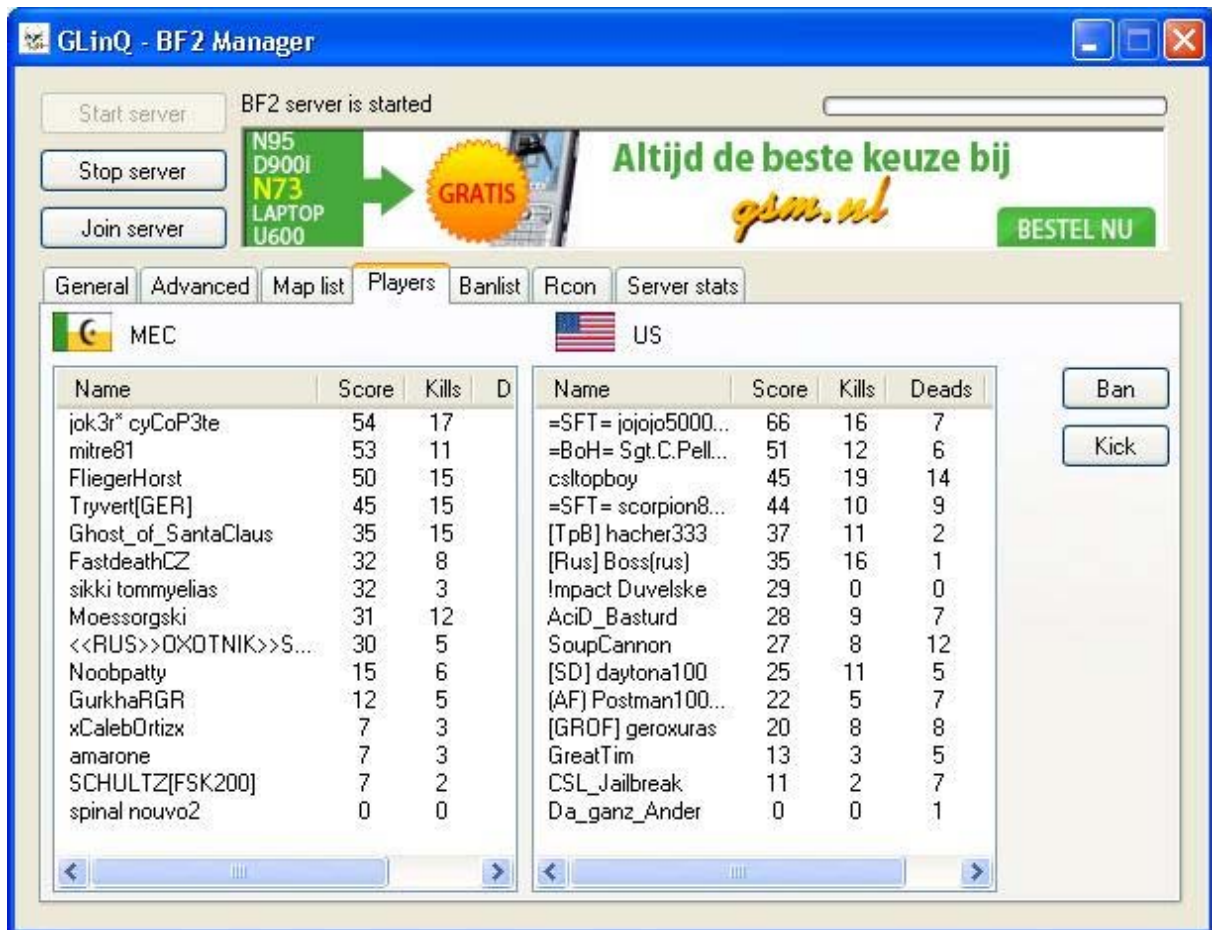 GLinQ - BF2 Manager
Start server
BF2 server is started
Stop server
Join server
N95
D900i
N73
LAPTOP
U600
GRATIS
Altijd de beste keuze bij
gsm.nl
BESTEL NU
General Advanced Map list Players Banlist Rcon Server stats
MEC
Name Score Kills D
jok3r* cyCoP3te 54 17
mitre81 53 11
FliegerHorst 50 15
Tryvert[GER] 45 15
Ghost_of_SantaClaus 35 15
FastdeathCZ 32 8
sikki tommyelias 32 3
Moessorgski 31 12
<<RUS>>OXOTNIK>>S... 30 5
Noobpatty 15 6
GurkhaRGR 12 5
xCalebOrtizx 7 3
amarone 7 3
SCHULTZ[FSK200] 7 2
spinal nouvo2 0 0
US
Name Score Kills Deads
=SFT= jojojo5000... 66 16 7
=BoH= Sgt.C.Pell... 51 12 6
csltopboy 45 19 14
=SFT= scorpion8... 44 10 9
[TpB] hacher333 37 11 2
[Rus] Boss(rus) 35 16 1
!mpact Duvelske 29 0 0
AciD_Basturd 28 9 7
SoupCannon 27 8 12
[SD] daytona100 25 11 5
(AF) Postman100... 22 5 7
[GROF] geroxuras 20 8 8
GreatTim 13 3 5
CSL_Jailbreak 11 2 7
Da_ganz_Ander 0 0 1
Ban
Kick